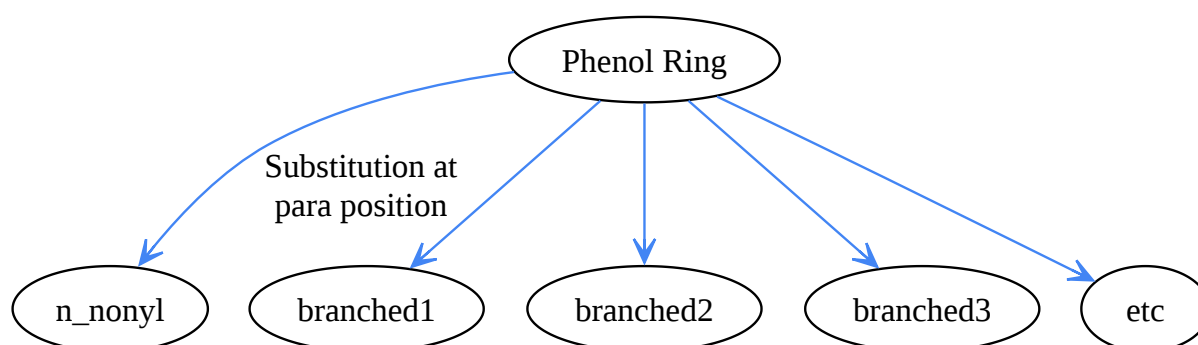 Phenol Ring
Substitution at
para position
n_nonyl
branched1
branched2
branched3
etc